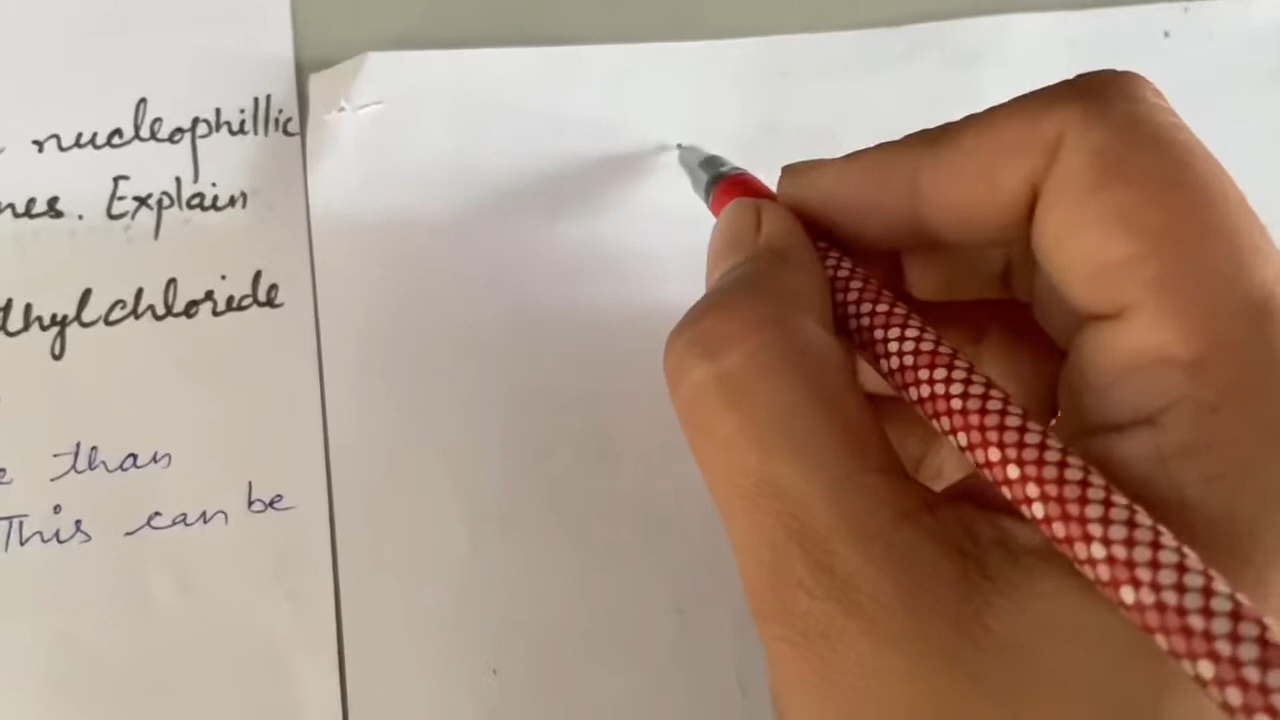 nucleophillic
nes. Explain
thylchloride
e than
This can be